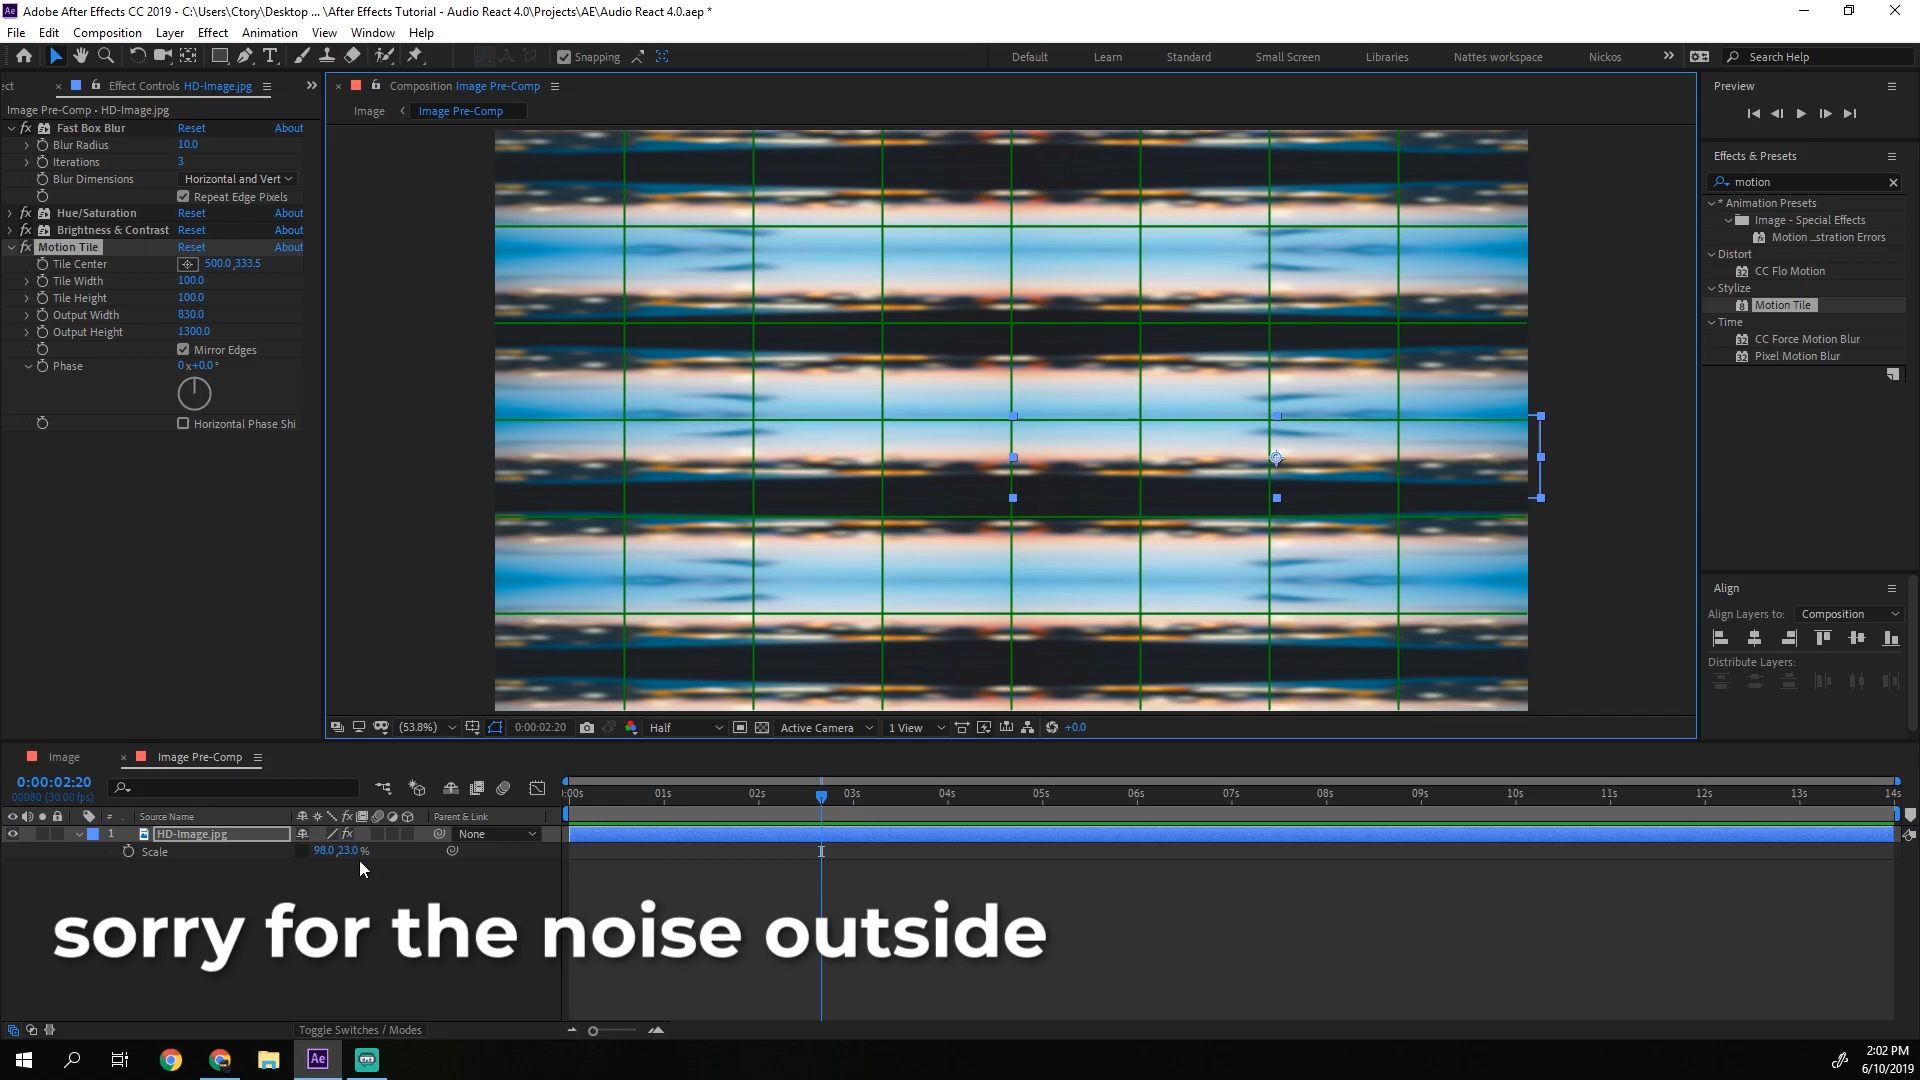 Adobe After Effects CC 2019 - C:\Users\Ctory\Desktop ... \After Effects Tutorial - Audio React 4.0\Projects\AE\Audio React 4.0.aep *
File Edit Composition Layer Effect Animation View Window Help
Snapping
Default Learn Standard Small Screen Libraries Nattes workspace Nickos
Search Help
ect Effect Controls HD-Image.jpg
Image Pre-Comp - HD-Image.jpg
fx Fast Box Blur Reset About
Blur Radius 10.0
Iterations 3
Blur Dimensions Horizontal and Vert
Repeat Edge Pixels
fx Hue/Saturation Reset About
fx Brightness & Contrast Reset About
fx Motion Tile Reset About
Tile Center 500.0,333.5
Tile Width 100.0
Tile Height 100.0
Output Width 830.0
Output Height 1300.0
Mirror Edges
Phase 0x+0.0°
Horizontal Phase Shi
Composition Image Pre-Comp
Image Image Pre-Comp
(53.8%) 0:00:02:20 Half Active Camera 1 View +0.0
Preview
Effects & Presets
motion
* Animation Presets
Image - Special Effects
Motion ...stration Errors
Distort
CC Flo Motion
Stylize
Motion Tile
Time
CC Force Motion Blur
Pixel Motion Blur
Align
Align Layers to: Composition
Distribute Layers:
Image Image Pre-Comp
0:00:02:20
00080 (30.00 fps)
:00s 01s 02s 03s 04s 05s 06s 07s 08s 09s 10s 11s 12s 13s 14s
# . Source Name fx Parent & Link
1 HD-Image.jpg fx None
Scale 98.0,23.0%
sorry for the noise outside
Toggle Switches / Modes
Ae
2:02 PM
6/10/2019